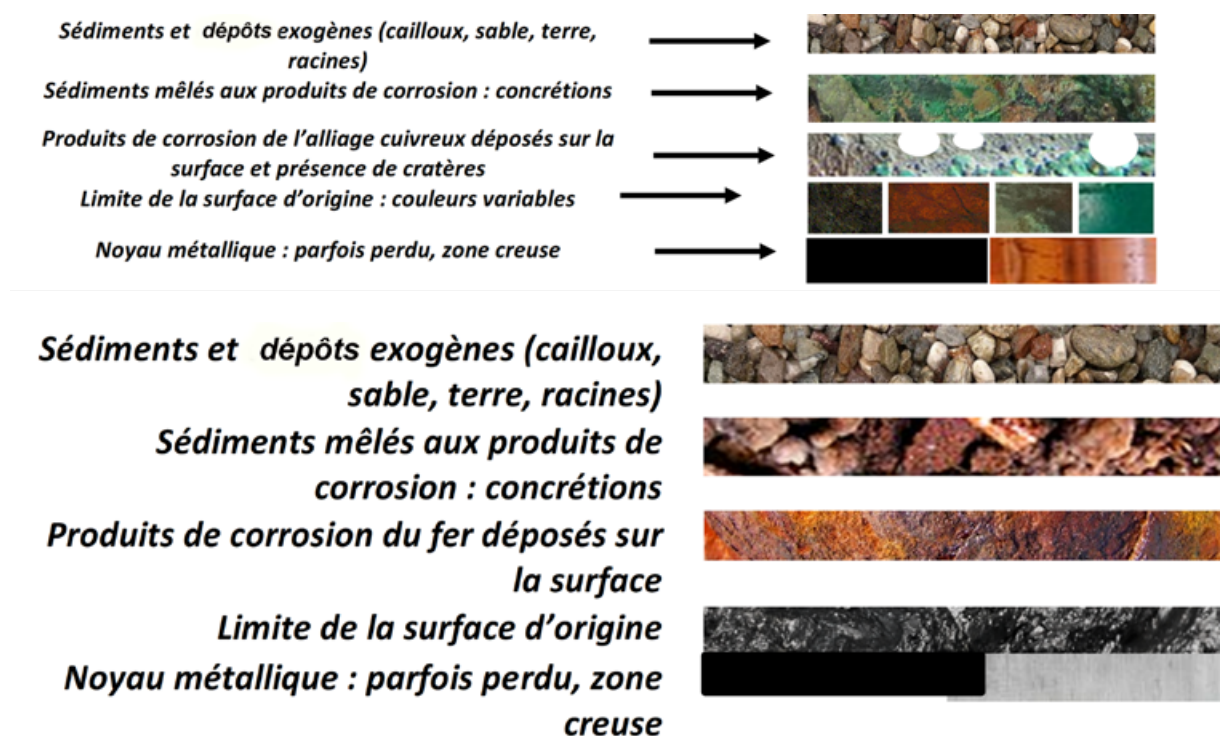 Sédiments et dépôts exogènes (cailloux, sable, terre,
racines)
Sédiments mêlés aux produits de corrosion : concrétions
Produits de corrosion de l'alliage cuivreux déposés sur la
surface et présence de cratères
Limite de la surface d'origine : couleurs variables
Noyau métallique : parfois perdu, zone creuse
Sédiments et dépôts exogènes (cailloux,
sable, terre, racines)
Sédiments mêlés aux produits de
corrosion : concrétions
Produits de corrosion du fer déposés sur
la surface
Limite de la surface d'origine
Noyau métallique : parfois perdu, zone
creuse